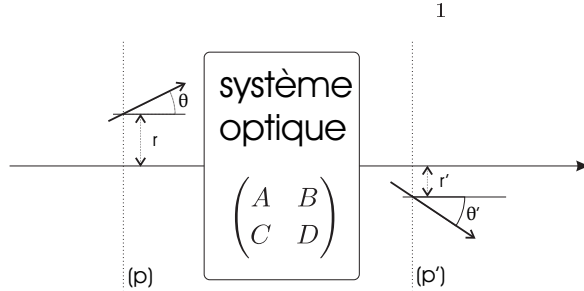 1
système
optique
θ
r
r'
θ'
A B
C D
(p)
(p')